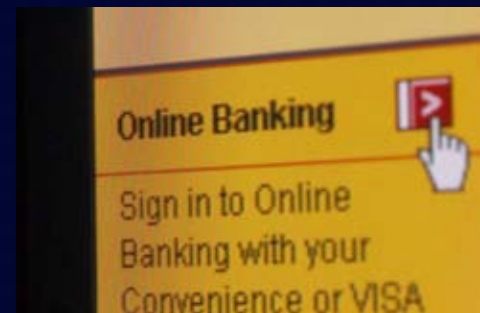 Online Banking
Sign in to Online
Banking with your
Convenience or VISA